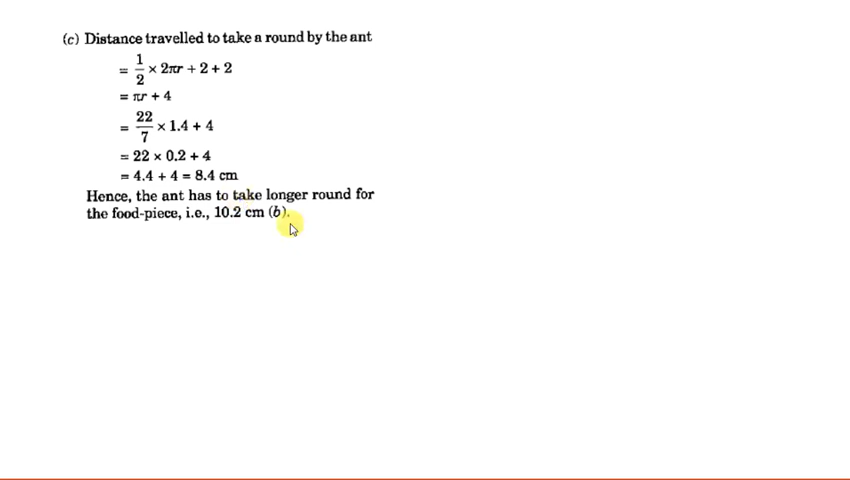 (c) Distance travelled to take a round by the ant
= 1/2 × 2πr + 2 + 2
= πr + 4
= 22/7 × 1.4 + 4
= 22 × 0.2 + 4
= 4.4 + 4 = 8.4 cm
Hence, the ant has to take longer round for
the food-piece, i.e., 10.2 cm (b).